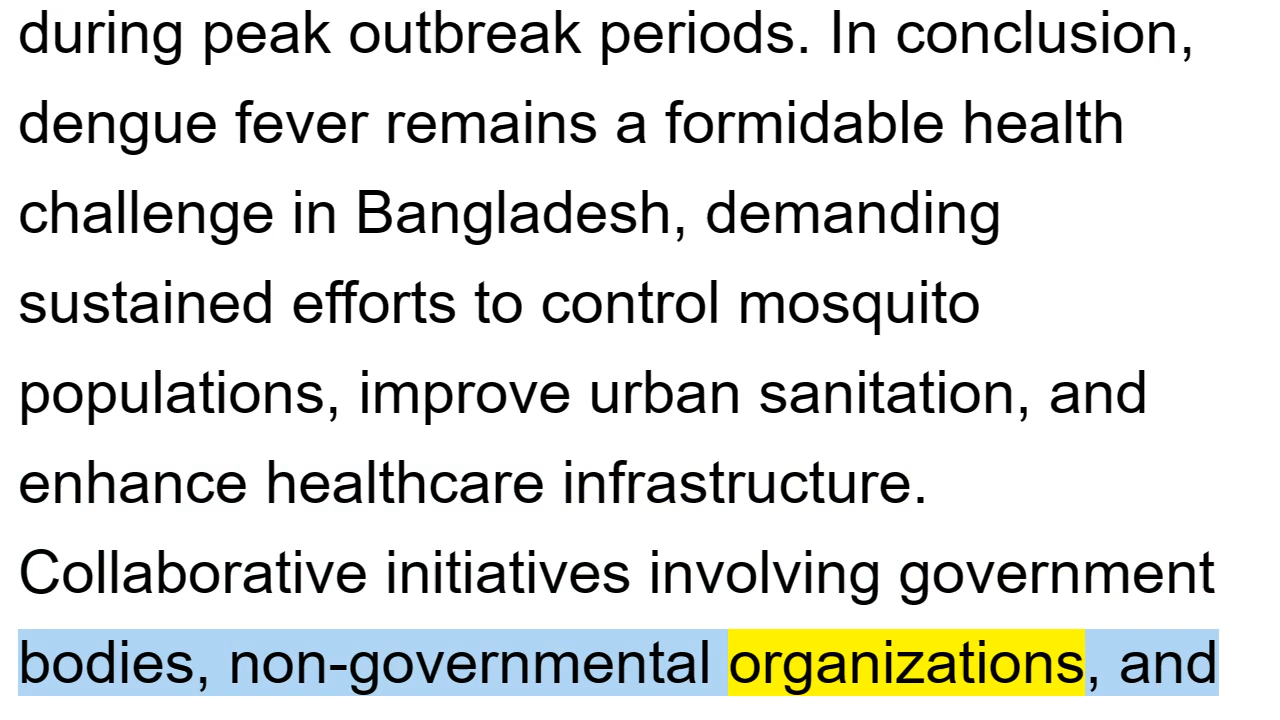 during peak outbreak periods. In conclusion,
dengue fever remains a formidable health
challenge in Bangladesh, demanding
sustained efforts to control mosquito
populations, improve urban sanitation, and
enhance healthcare infrastructure.
Collaborative initiatives involving government
bodies, non-governmental organizations, and